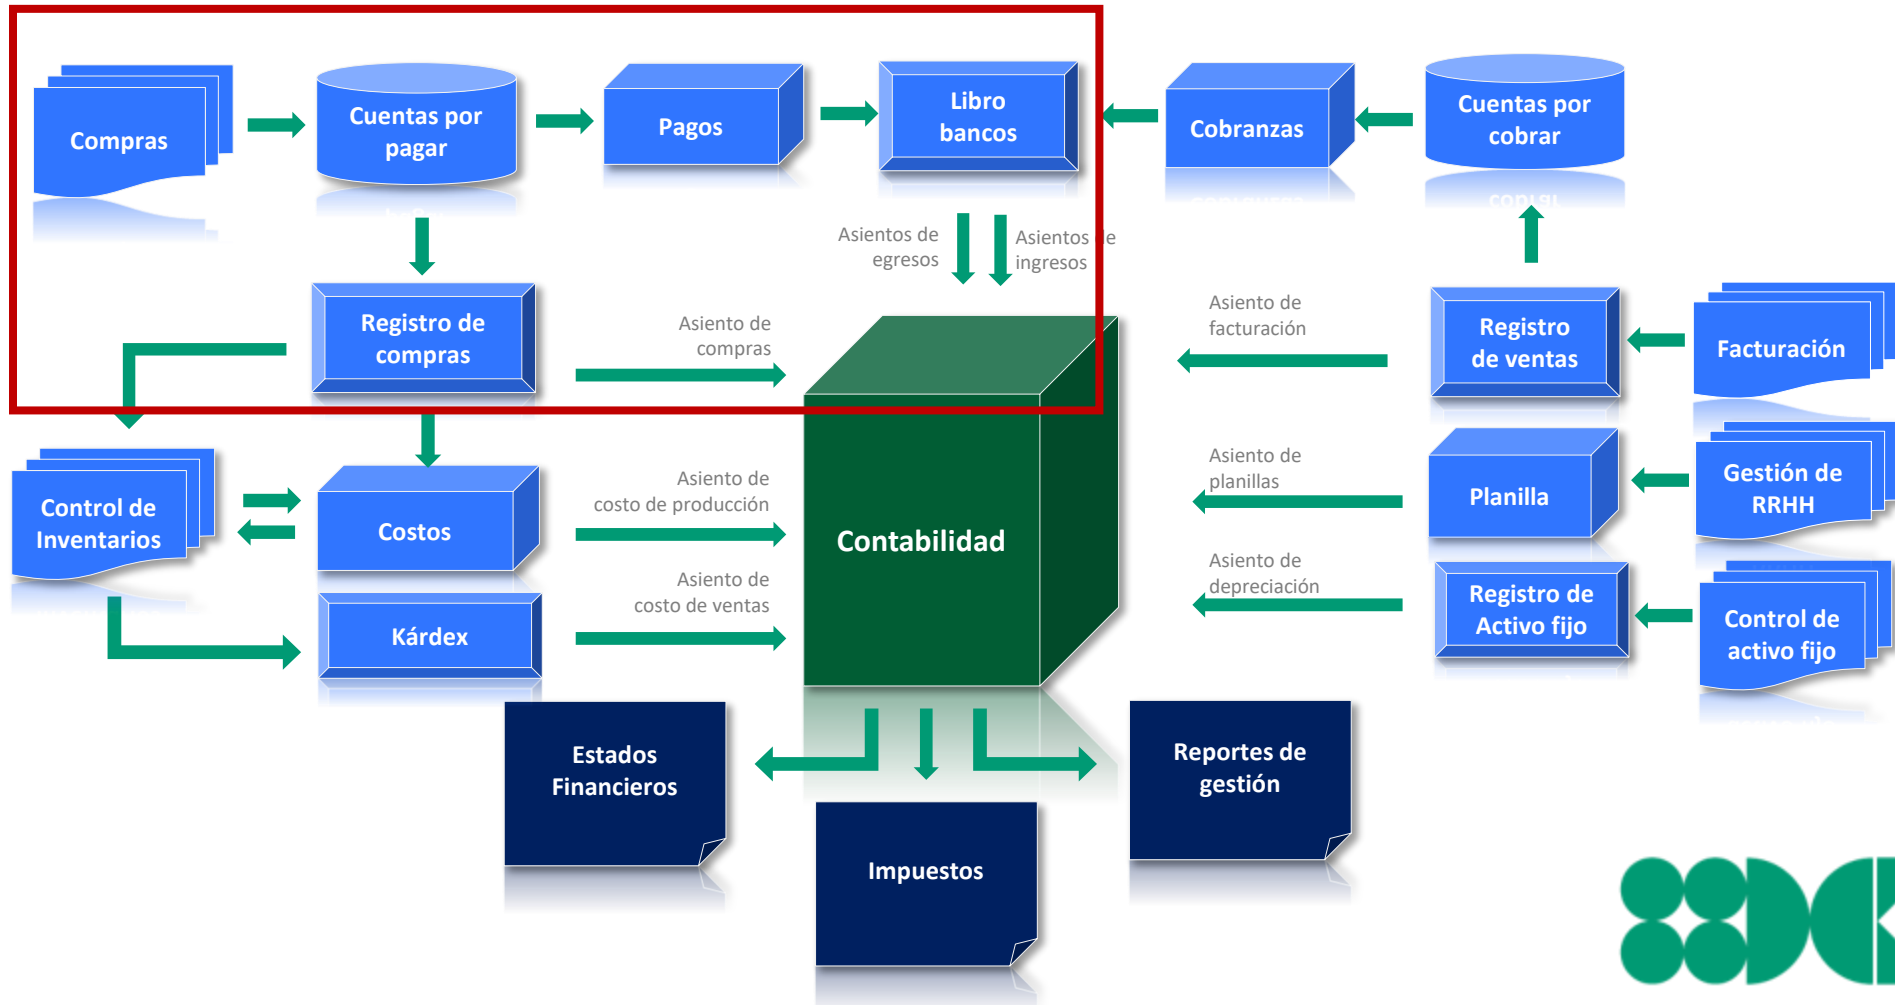 Compras
Cuentas por
pagar
Pagos
Libro
bancos
Cobranzas
Cuentas por
cobrar
Asientos de
egresos
Asientos de
ingresos
Registro de
compras
Asiento de
compras
Asiento de
facturación
Registro
de ventas
Facturación
Control de
Inventarios
Costos
Asiento de
costo de producción
Contabilidad
Asiento de
planillas
Planilla
Gestión de
RRHH
Kárdex
Asiento de
costo de ventas
Asiento de
depreciación
Registro de
Activo fijo
Control de
activo fijo
Estados
Financieros
Impuestos
Reportes de
gestión